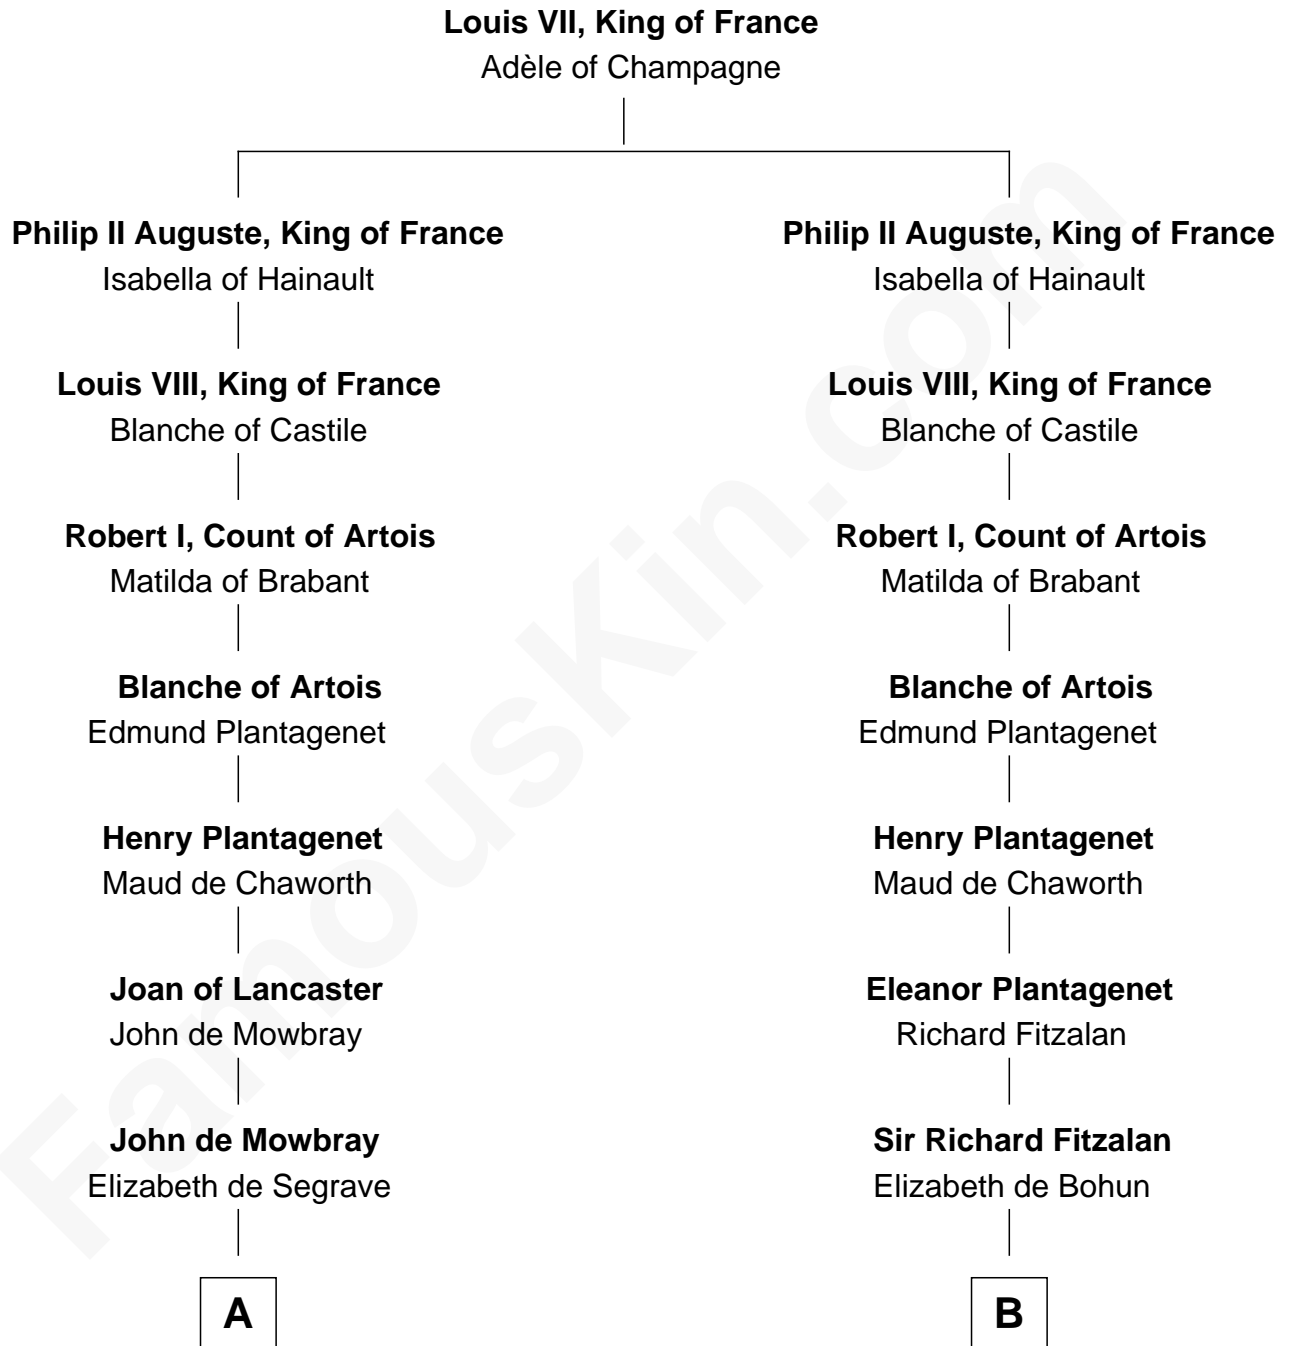 Louis VII, King of France
Adèle of Champagne
Philip II Auguste, King of France
Isabella of Hainault
Louis VIII, King of France
Blanche of Castile
Robert I, Count of Artois
Matilda of Brabant
Blanche of Artois
Edmund Plantagenet
Henry Plantagenet
Maud de Chaworth
Joan of Lancaster
John de Mowbray
John de Mowbray
Elizabeth de Segrave
A
Philip II Auguste, King of France
Isabella of Hainault
Louis VIII, King of France
Blanche of Castile
Robert I, Count of Artois
Matilda of Brabant
Blanche of Artois
Edmund Plantagenet
Henry Plantagenet
Maud de Chaworth
Eleanor Plantagenet
Richard Fitzalan
Sir Richard Fitzalan
Elizabeth de Bohun
B
FamousKin.com